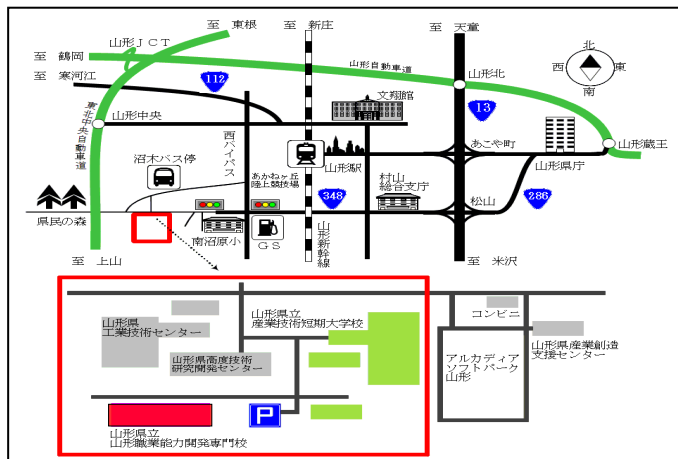 至 東根
至 新庄
至 天童
山形JCT
至 鶴岡
山形自動車道
至 寒河江
112
山形北
北
西 東
南
文翔館
13
東北中央自動車道
山形中央
西バイパス
沼木バス停
あかねヶ丘
陸上競技場
山形駅
あこや町
山形県庁
山形蔵王
村山
総合支庁
348
286
松山
県民の森
南沼原小
GS
山形新幹線
至 上山
至 米沢
山形県
工業技術センター
山形県立
産業技術短期大学校
コンビニ
山形県高度技術
研究開発センター
アルカディア
ソフトパーク
山形
山形県産業創造
支援センター
P
山形県立
山形職業能力開発専門校